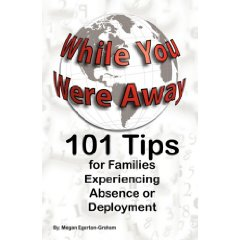 While You
Were Away
101 Tips
for Families
Experiencing
Absence or
Deployment
By: Megan Egerton-Graham